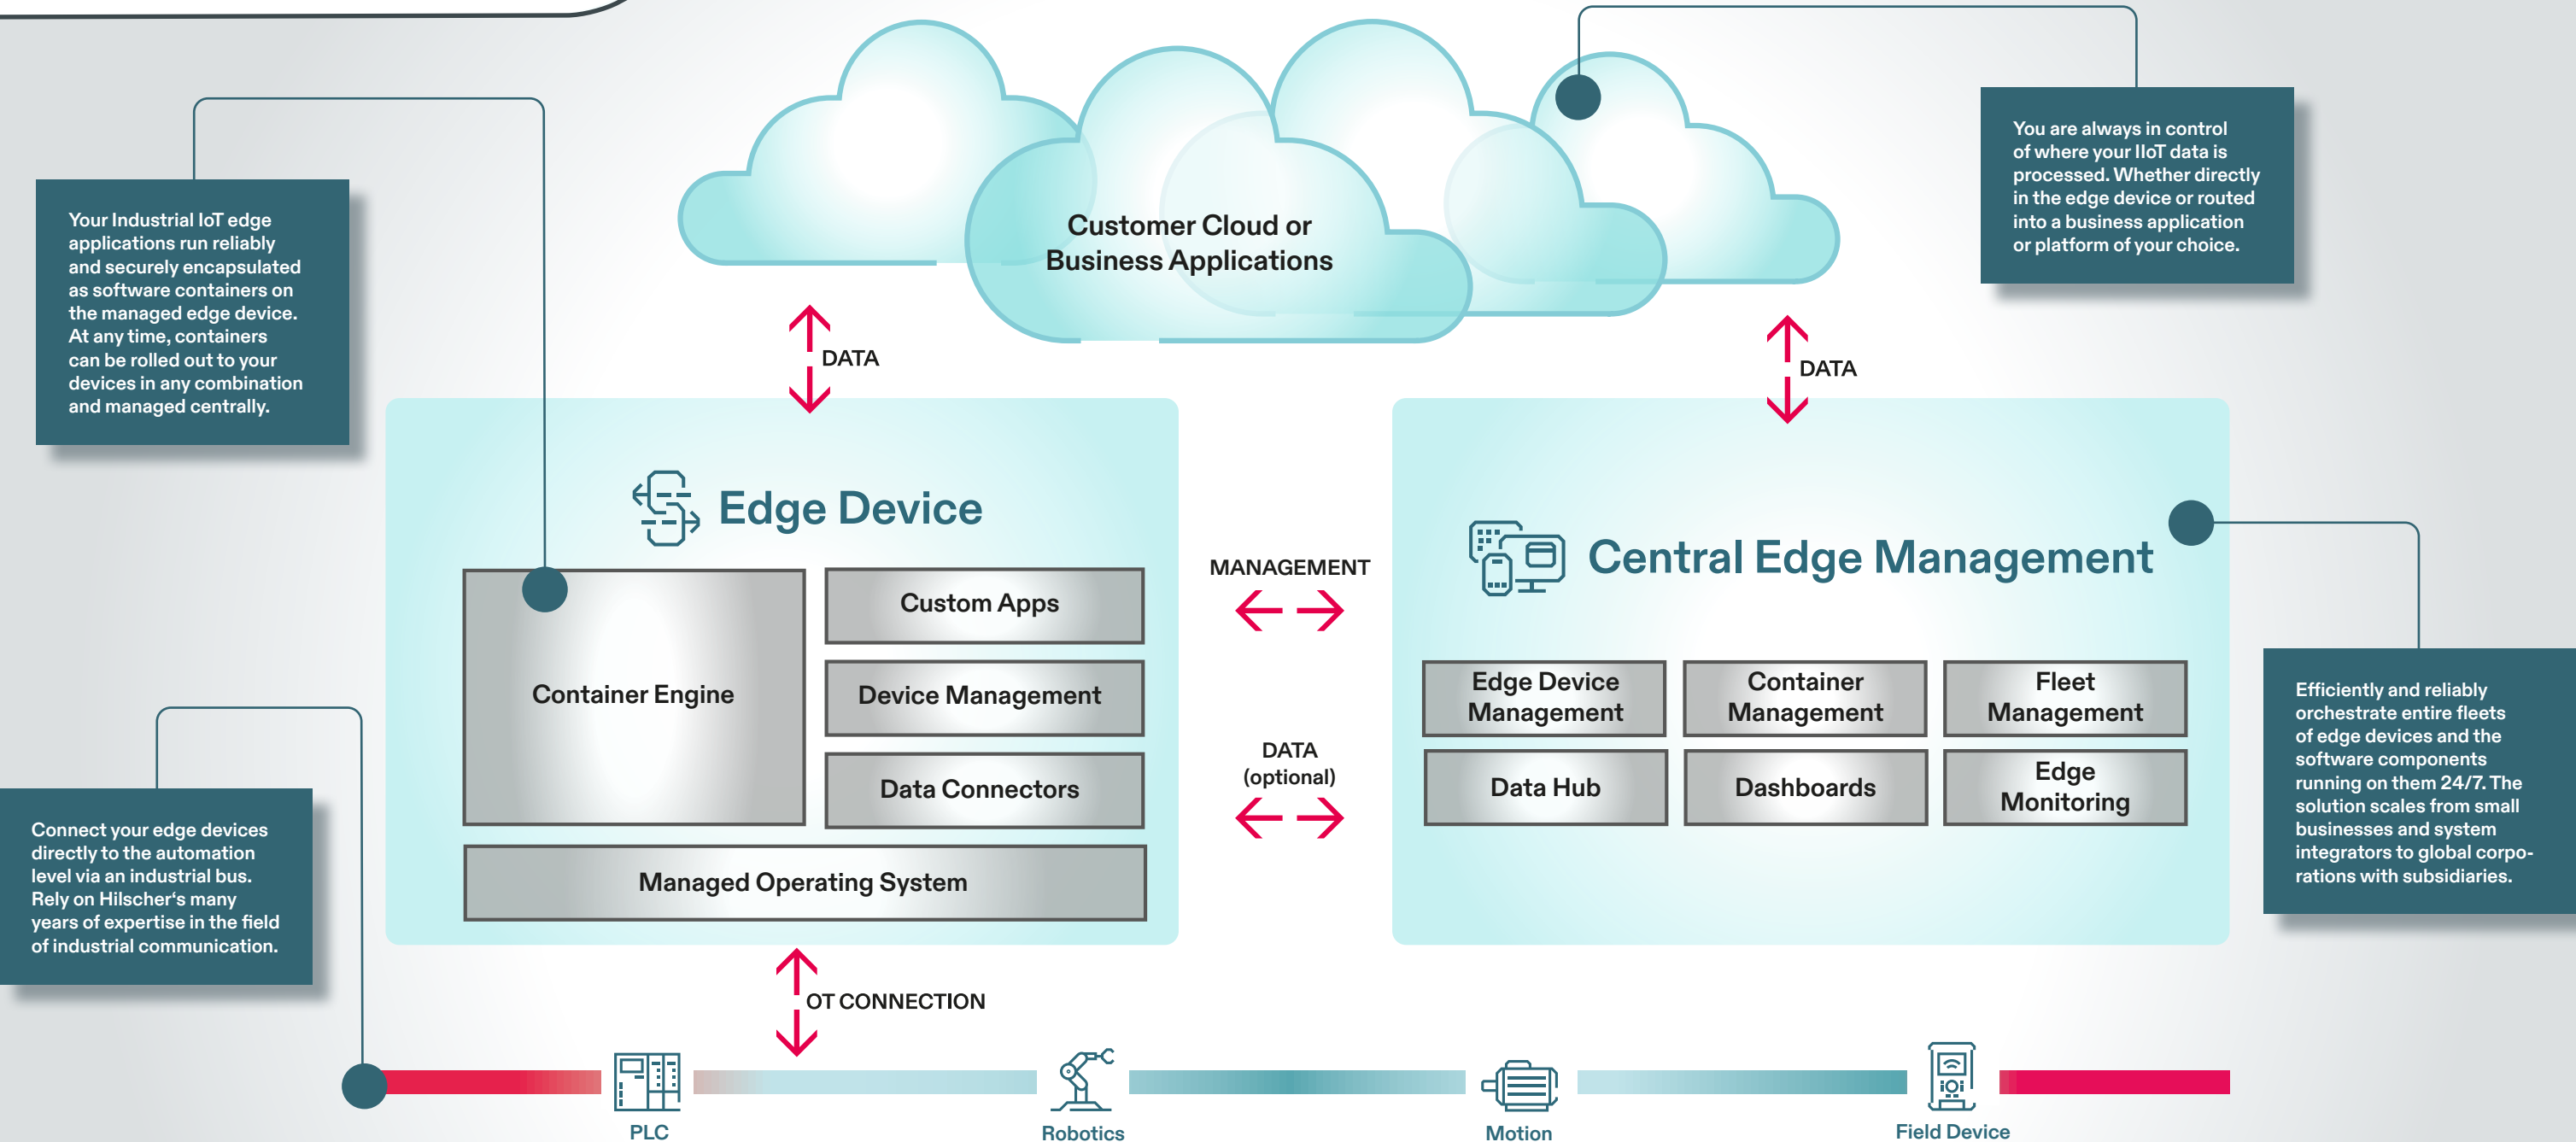 Your Industrial IoT edge
applications run reliably
and securely encapsulated
as software containers on
the managed edge device.
At any time, containers
can be rolled out to your
devices in any combination
and managed centrally.
Customer Cloud or
Business Applications
You are always in control
of where your IIoT data is
processed. Whether directly
in the edge device or routed
into a business application
or platform of your choice.
DATA
DATA
Edge Device
Container Engine
Custom Apps
Device Management
Data Connectors
Managed Operating System
MANAGEMENT
DATA
(optional)
Central Edge Management
Edge Device
Management
Container
Management
Fleet
Management
Data Hub
Dashboards
Edge
Monitoring
Efficiently and reliably
orchestrate entire fleets
of edge devices and the
software components
running on them 24/7. The
solution scales from small
businesses and system
integrators to global corpo-
rations with subsidiaries.
Connect your edge devices
directly to the automation
level via an industrial bus.
Rely on Hilscher‘s many
years of expertise in the field
of industrial communication.
OT CONNECTION
PLC
Robotics
Motion
Field Device